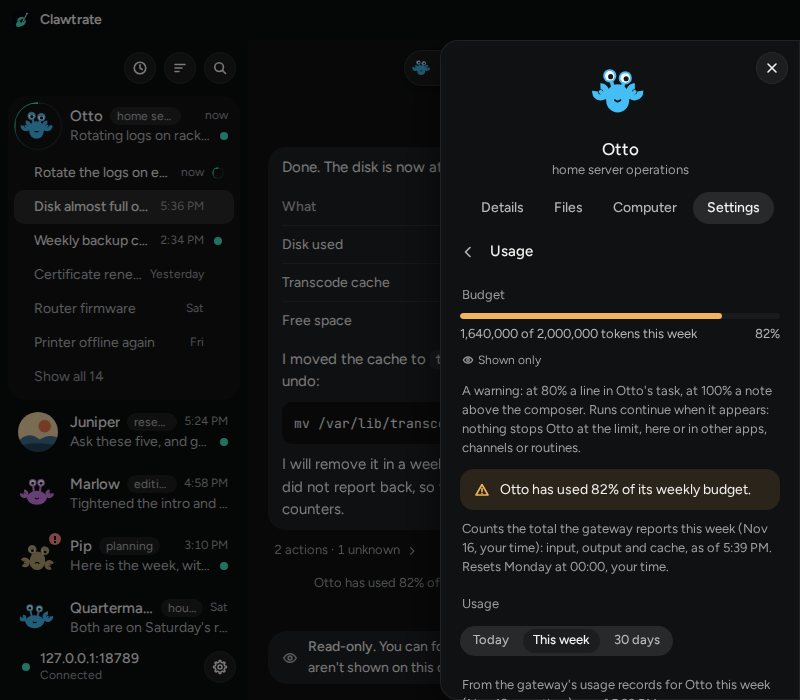 Clawtrate
Otto home se... now
Rotating logs on rack...
Rotate the logs on e... now
Disk almost full o... 5:36 PM
Weekly backup c... 2:34 PM
Certificate rene... Yesterday
Router firmware Sat
Printer offline again Fri
Show all 14
Juniper rese... 5:24 PM
Ask these five, and g...
Marlow editi... 4:58 PM
Tightened the intro and ...
Pip planning 3:10 PM
Here is the week, wit...
Quarterma... hou... Sat
Both are on Saturday's r...
127.0.0.1:18789
Connected
Done. The disk is now
What
Disk used
Transcode cache
Free space
I moved the cache to
undo:
mv /var/lib/transc
I will remove it in a
did not report back, so
counters.
2 actions · 1 unknown
Otto has used 82% of
Read-only. You can
aren't shown on this
Otto
home server operations
Details Files Computer Settings
Usage
Budget
1,640,000 of 2,000,000 tokens this week 82%
Shown only
A warning: at 80% a line in Otto's task, at 100% a note
above the composer. Runs continue when it appears:
nothing stops Otto at the limit, here or in other apps,
channels or routines.
Otto has used 82% of its weekly budget.
Counts the total the gateway reports this week (Nov
16, your time): input, output and cache, as of 5:39 PM.
Resets Monday at 00:00, your time.
Usage
Today This week 30 days
From the gateway's usage records for Otto this week